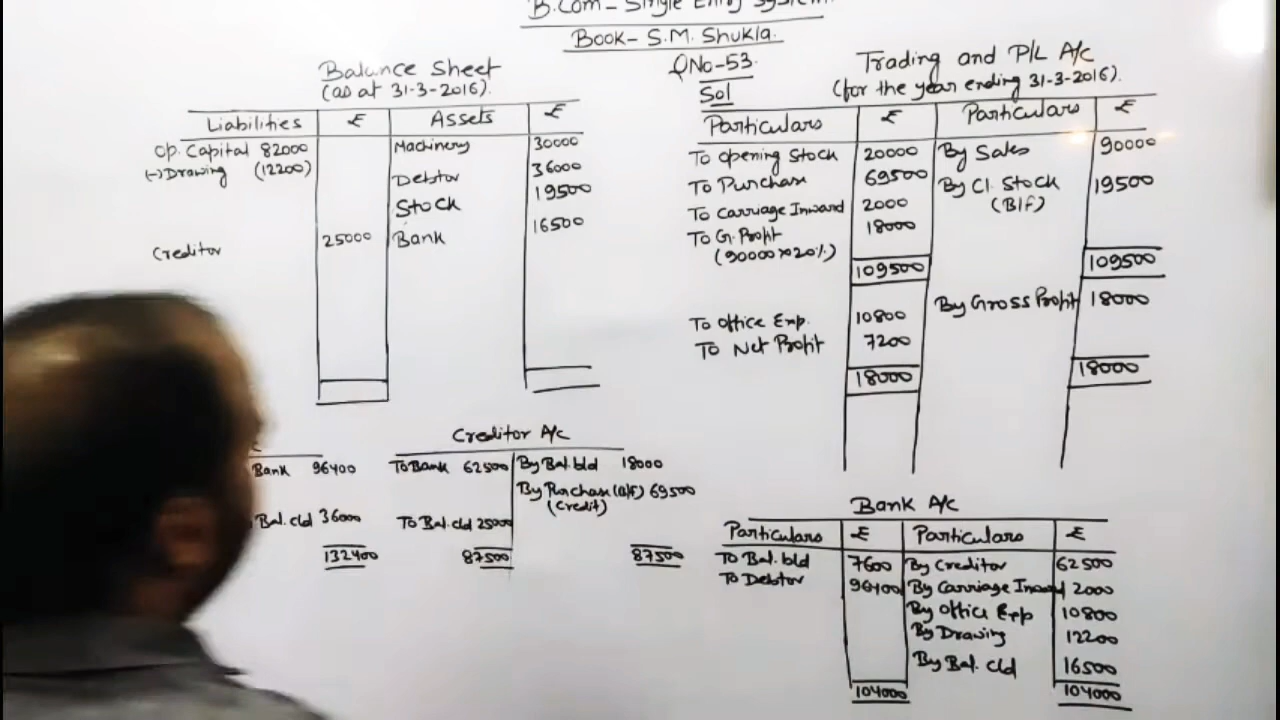 B.Com - Single Entry System
Book - S.M. Shukla.
QNo-53.
Sol
Balance Sheet
(as at 31-3-2016).
Liabilities ₹ Assets ₹
Op. Capital 82000 Machinery 30000
(-) Drawing (12200) Debtor 36000
Stock 19500
Creditor 25000 Bank 16500
Trading and P/L A/c
(for the year ending 31-3-2016).
Particulars ₹ Particulars ₹
To Opening Stock 20000 By Sales 90000
To Purchase 69500 By Cl. Stock 19500
(B/f)
To Carriage Inward 2000
To G. Profit 18000
(90000 × 20%)
109500 109500
By Gross Profit 18000
To Office Exp. 10800
To Net Profit 7200
18000 18000
Bank 96400
Bal. c/d 36000
132400
Creditor A/c
To Bank 62500 By Bal. b/d 18000
By Purchase (B/f) 69500
(Credit)
To Bal. c/d 25000
87500 87500
Bank A/c
Particulars ₹ Particulars ₹
To Bal. b/d 7600 By Creditor 62500
To Debtor 96400 By Carriage Inward 2000
By Office Exp 10800
By Drawing 12200
By Bal. c/d 16500
104000 104000